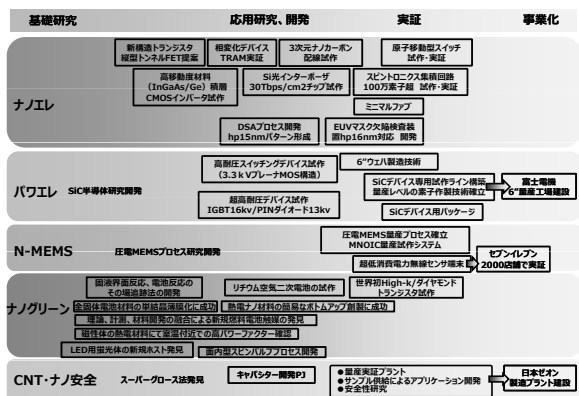 基礎研究
応用研究、開発
実証
事業化
ナノエレ
新構造トランジスタ
縦型トンネルFET提案
相変化デバイス
TRAM実証
3次元ナノカーボン
配線試作
原子移動型スイッチ
試作・実証
高移動度材料
（InGaAs/Ge）積層
CMOSインバータ試作
Si光インターポーザ
30Tbps/cm2チップ試作
スピントロニクス集積回路
100万素子超 試作・実証
ミニマルファブ
DSAプロセス開発
hp15nmパターン形成
EUVマスク欠陥検査装
置hp16nm対応 開発
パワエレ
SiC半導体研究開発
高耐圧スイッチングデバイス試作
（3.3ｋVプレーナMOS構造）
6”ウェハ製造技術
SiCデバイス専用試作ライン構築
量産レベルの素子作製技術確立
富士電機
6”量産工場建設
超高耐圧デバイス試作
IGBT16kv/PINダイオード13kv
SiCデバイス用パッケージ
N-MEMS
圧電MEMSプロセス研究開発
圧電MEMS量産プロセス確立
MNOIC量産試作システム
超低消費電力無線センサ端末
セブンイレブン
2000店舗で実証
ナノグリーン
固液界面反応、電池反応の
その場追跡法の開発
リチウム空気二次電池の試作
世界初High-k/ダイヤモンド
トランジスタ試作
全固体電池材料の単結晶薄膜化に成功
熱電ナノ材料の簡易なボトムアップ創製に成功
理論、計測、材料開発の融合による新規燃料電池触媒の発見
磁性体の熱電材料にて室温付近での高パワーファクター確認
LED用蛍光体の新規ホスト発見
面内型スピンバルブプロセス開発
CNT・ナノ安全
スーパーグロース法発見
キャパシター開発PJ
●量産実証プラント
●サンプル供給によるアプリケーション開発
●安全性研究
日本ゼオン
製造プラント建設